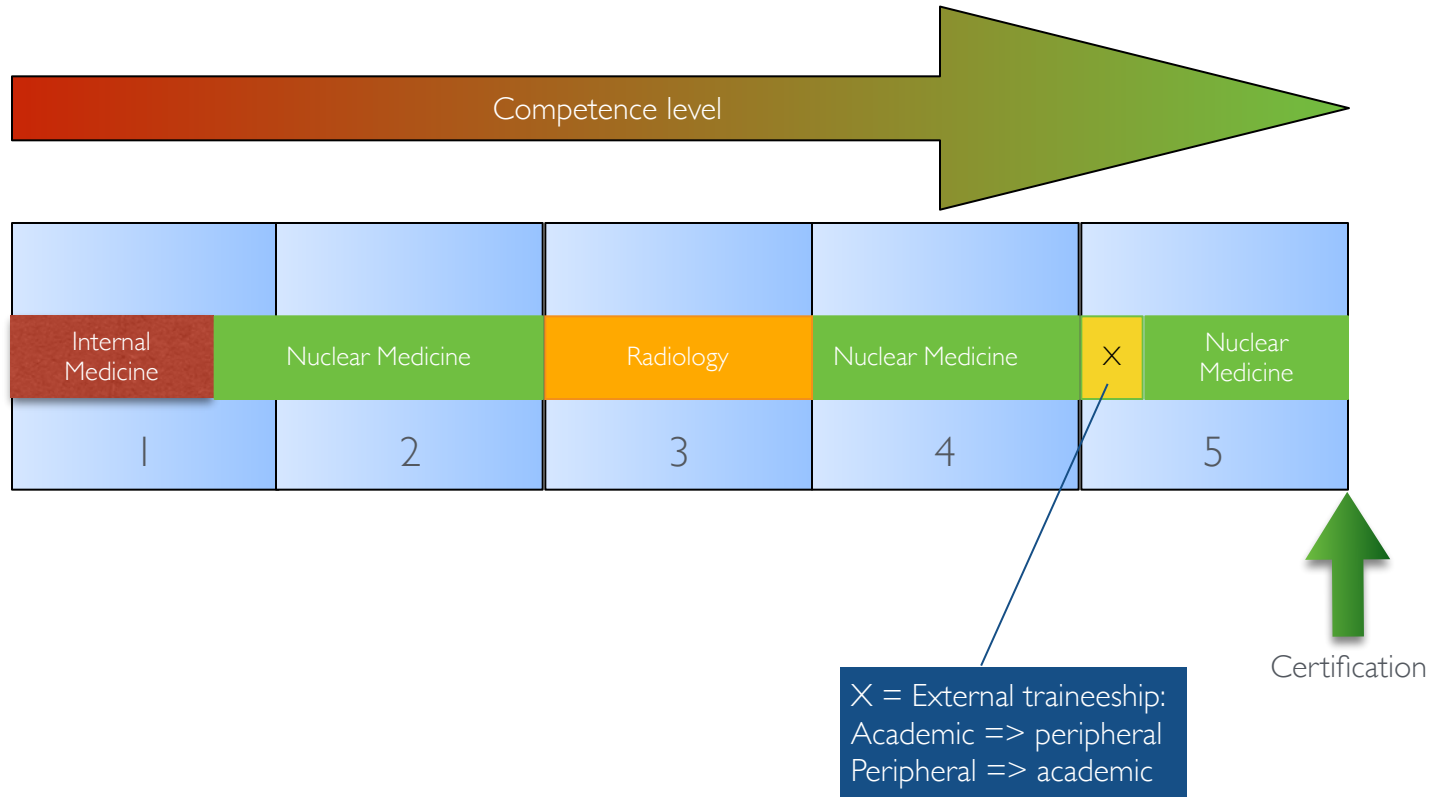 Competence level
Internal
Medicine
Nuclear Medicine
Radiology
Nuclear Medicine
X
Nuclear
Medicine
1
2
3
4
5
Certification
X = External traineeship:
Academic => peripheral
Peripheral => academic